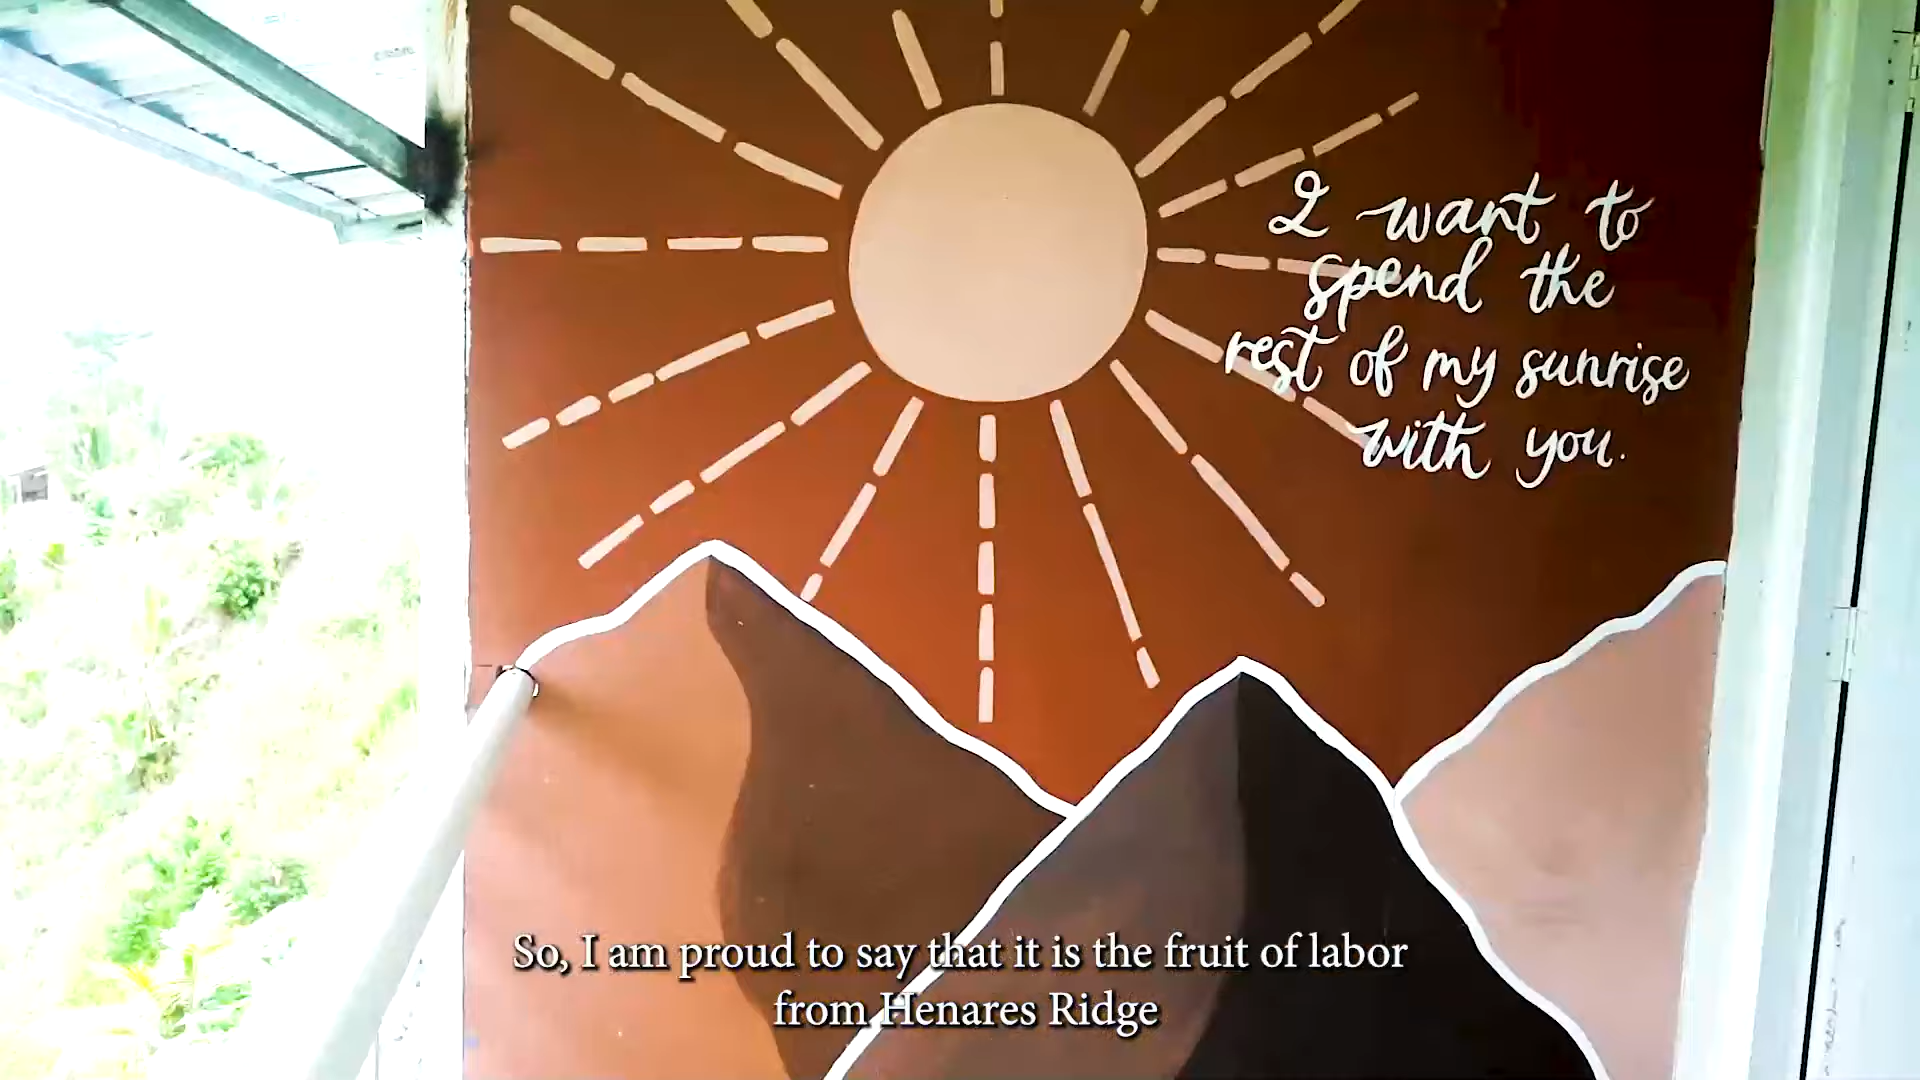 I want to
spend the
rest of my sunrise
with you.
So, I am proud to say that it is the fruit of labor
from Henares Ridge